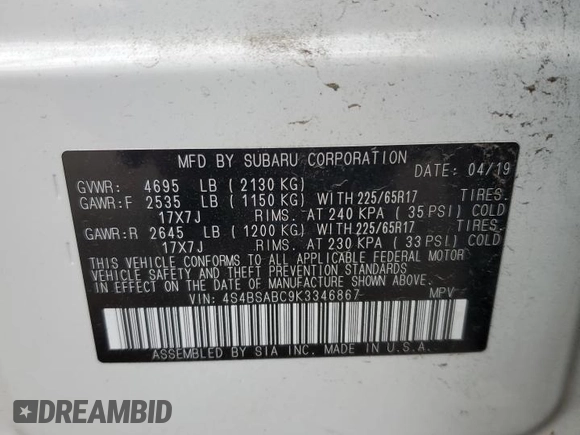 MFD BY SUBARU CORPORATION DATE: 04/19
GVWR: 4695 LB (2130 KG)
GAWR:F 2535 LB (1150 KG) WITH 225/65R17 TIRES.
17X7J RIMS. AT 240 KPA (35 PSI) COLD
GAWR:R 2645 LB (1200 KG) WITH 225/65R17 TIRES.
17X7J RIMS. AT 230 KPA (33 PSI) COLD
THIS VEHICLE CONFORMS TO ALL APPLICABLE FEDERAL MOTOR
VEHICLE SAFETY AND THEFT PREVENTION STANDARDS
IN EFFECT ON THE DATE OF MANUFACTURE SHOWN ABOVE.
VIN: 4S4BSABC9K3346867 MPV
ASSEMBLED BY SIA INC. MADE IN U.S.A.
DREAMBID